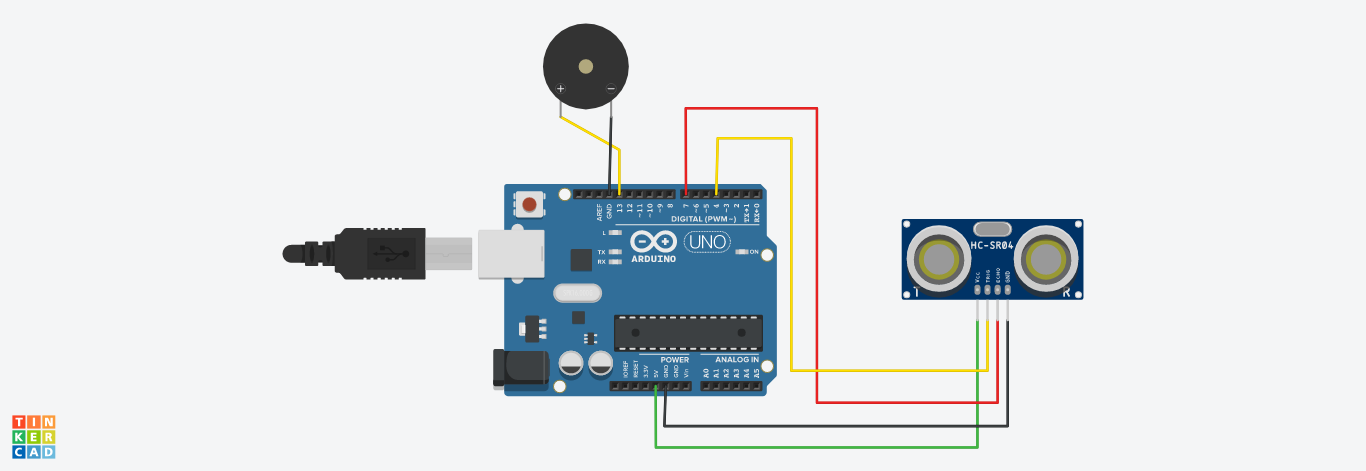 + −
AREF
GND
13
12
~11
~10
~9
8
7
~6
~5
4
~3
2
TX→1
RX←0
DIGITAL (PWM~)
L
TX
RX
ARDUINO
UNO
ON
HC-SR04
VCC
TRIG
ECHO
GND
T
R
POWER
ANALOG IN
IOREF
RESET
3.3V
5V
GND
GND
Vin
A0
A1
A2
A3
A4
A5
TIN
KER
CAD